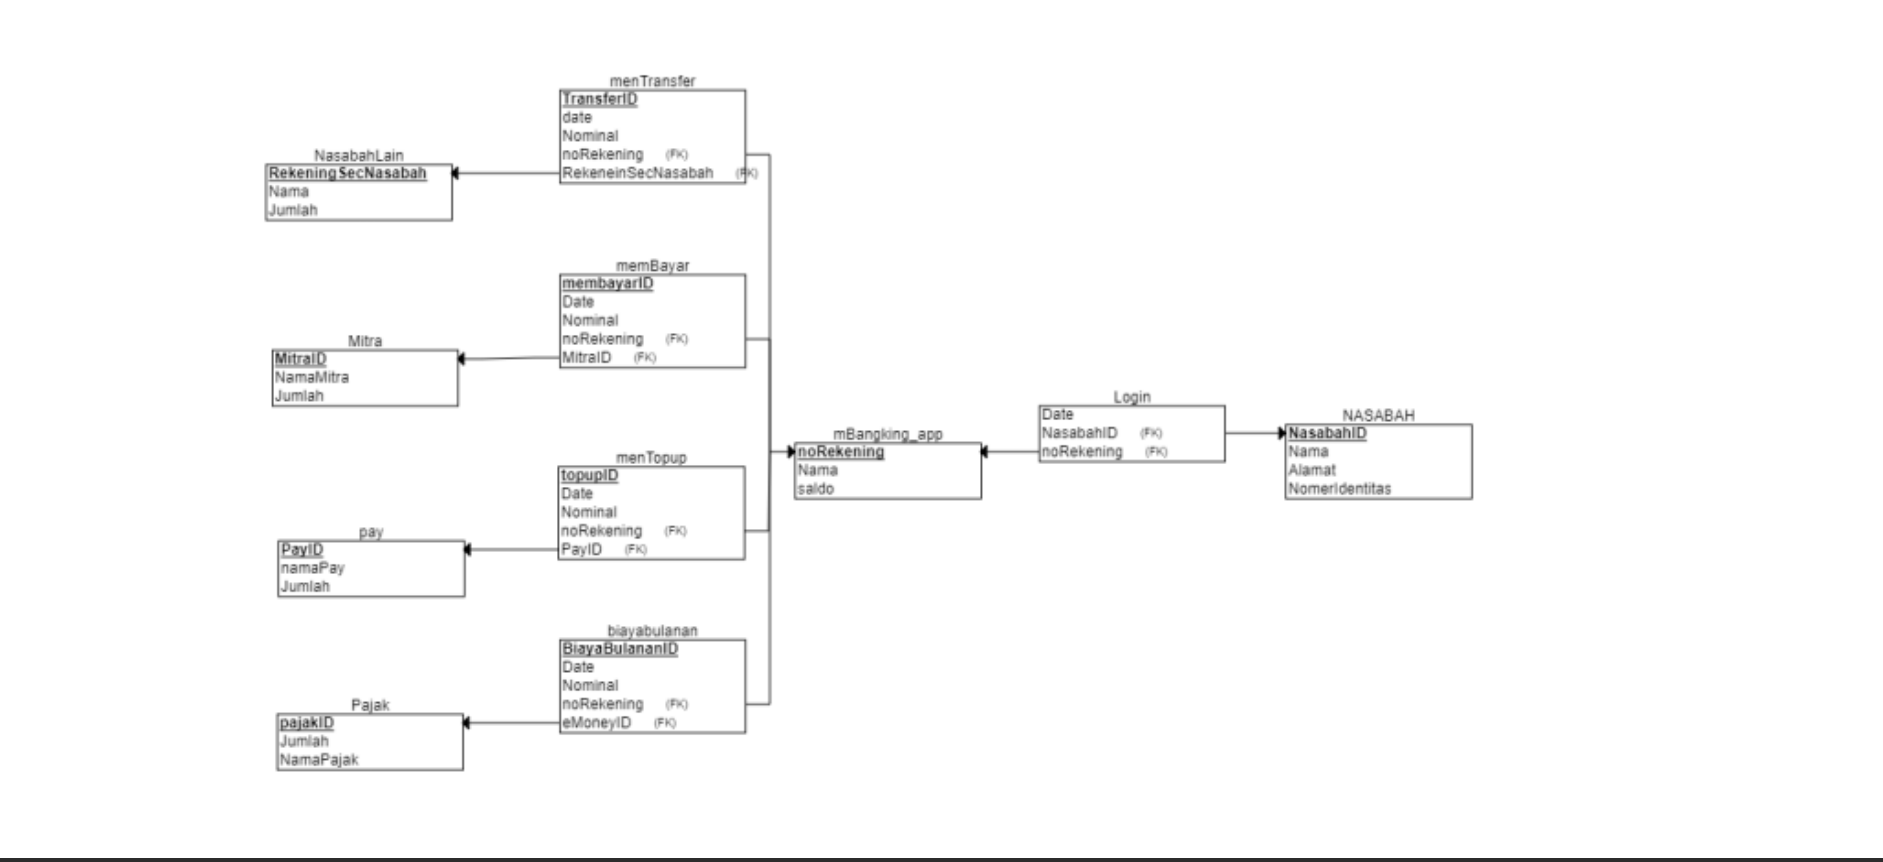 menTransfer
TransferID
date
Nominal
noRekening (FK)
RekeneinSecNasabah (FK)
NasabahLain
RekeningSecNasabah
Nama
Jumlah
memBayar
membayarID
Date
Nominal
noRekening (FK)
MitraID (FK)
Mitra
MitraID
NamaMitra
Jumlah
menTopup
topupID
Date
Nominal
noRekening (FK)
PayID (FK)
pay
PayID
namaPay
Jumlah
biayabulanan
BiayaBulananID
Date
Nominal
noRekening (FK)
eMoneyID (FK)
Pajak
pajakID
Jumlah
NamaPajak
mBangking_app
noRekening
Nama
saldo
Login
Date
NasabahID (FK)
noRekening (FK)
NASABAH
NasabahID
Nama
Alamat
NomerIdentitas